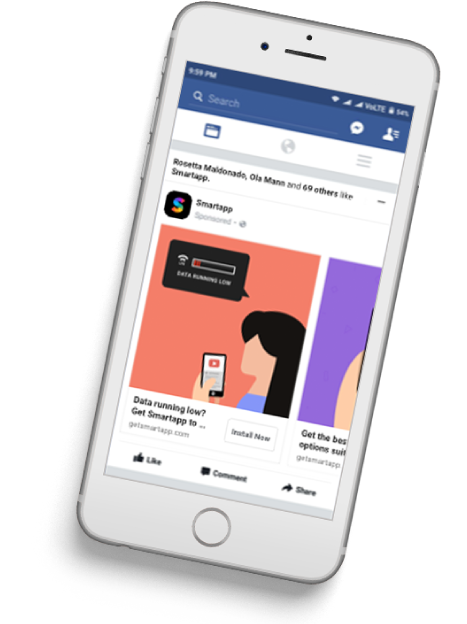 9:59 PM
VoLTE 54%
Search
Rosetta Maldonado, Ola Mann and 69 others like
Smartapp.
Smartapp
Sponsored
DATA RUNNING LOW
Data running low?
Get Smartapp to ...
getsmartapp.com
Install Now
Get the bes
options suit
getsmartapp
Like
Comment
Share